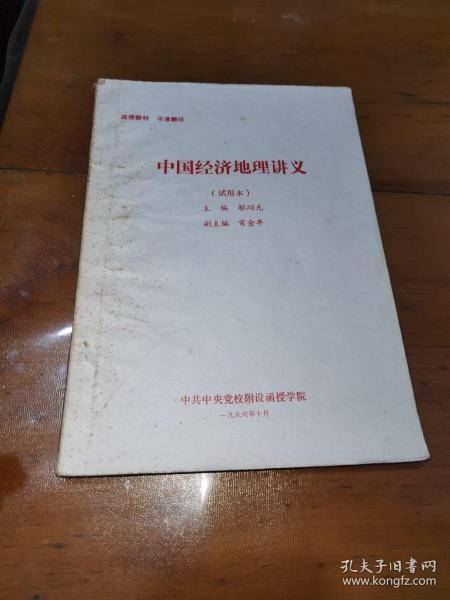 函授教材 不准翻印
中国经济地理讲义
（试用本）
主 编 邬翊光
副主编 常金年
中共中央党校附设函授学院
一九八六年十月
孔夫子旧书网
www.kongfz.com